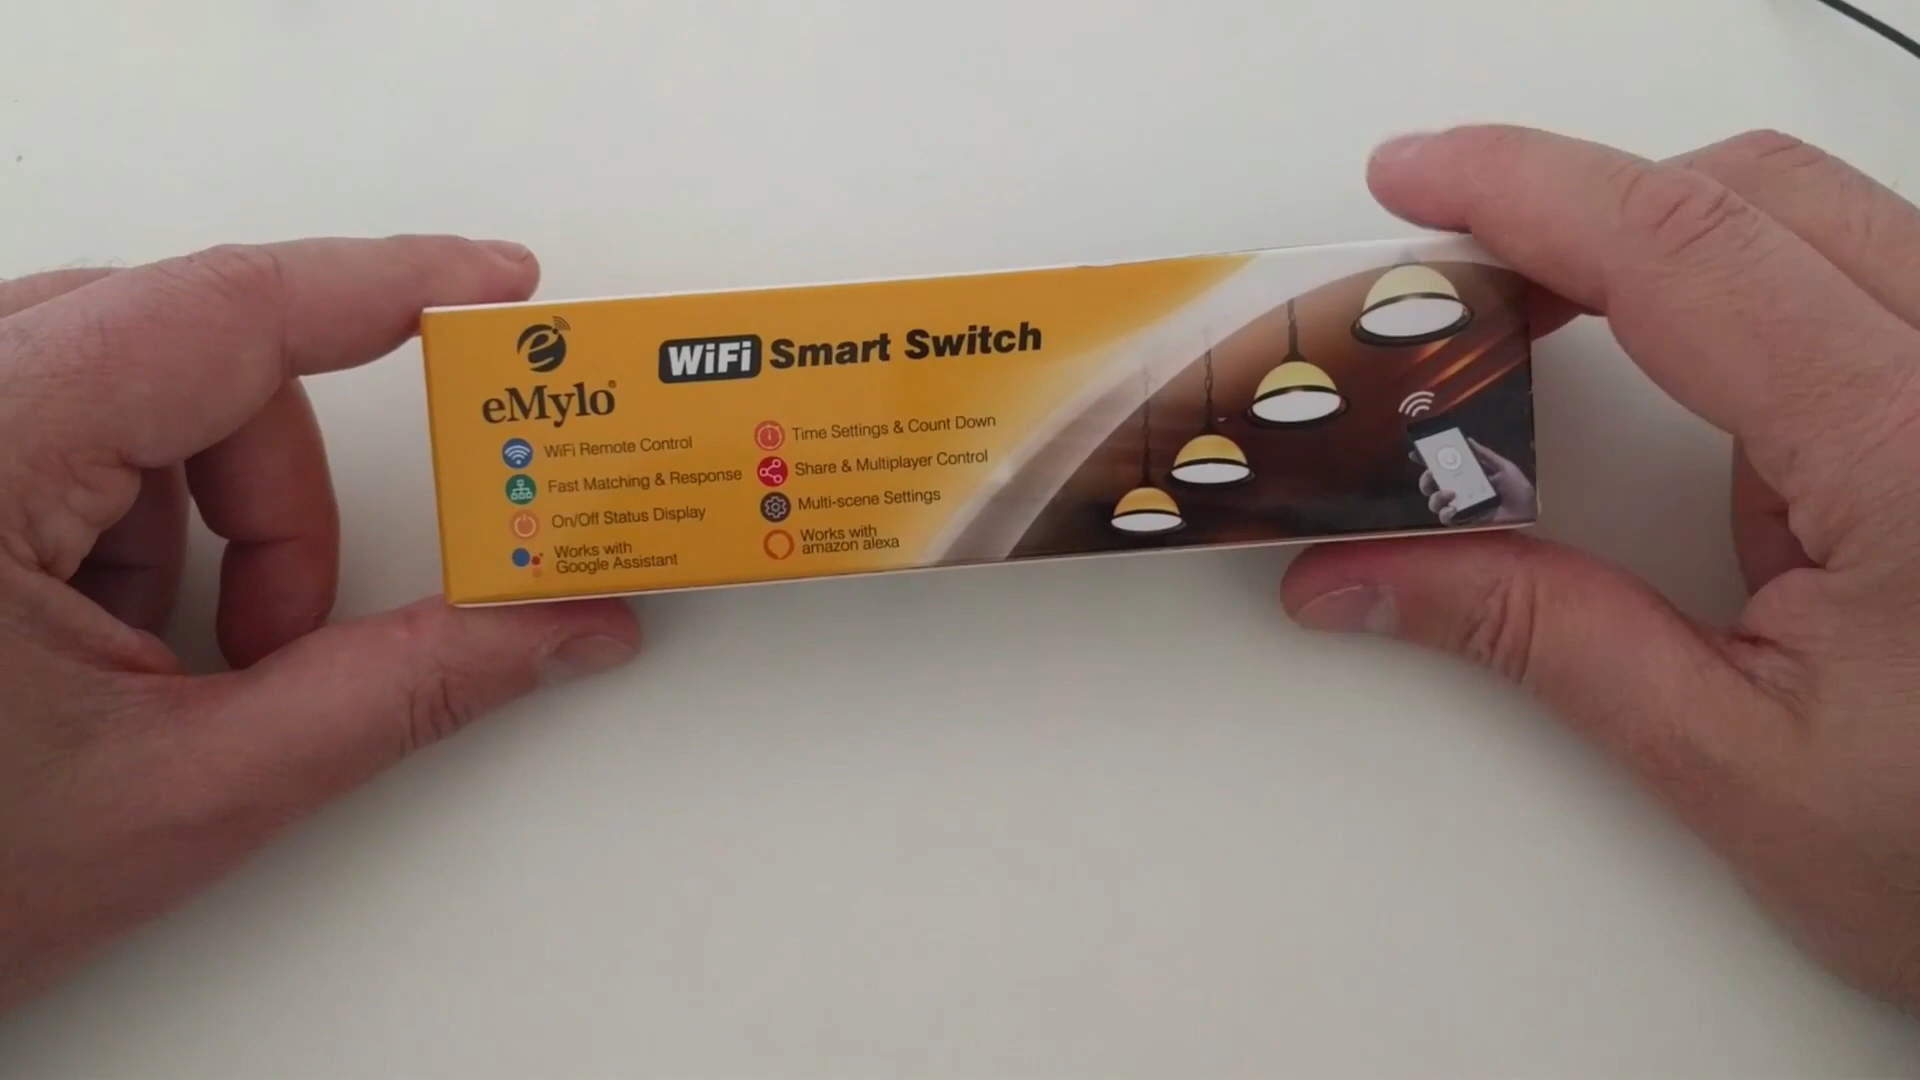 eMylo®
WiFi Smart Switch
WiFi Remote Control
Fast Matching & Response
On/Off Status Display
Works with
Google Assistant
Time Settings & Count Down
Share & Multiplayer Control
Multi-scene Settings
Works with
amazon alexa